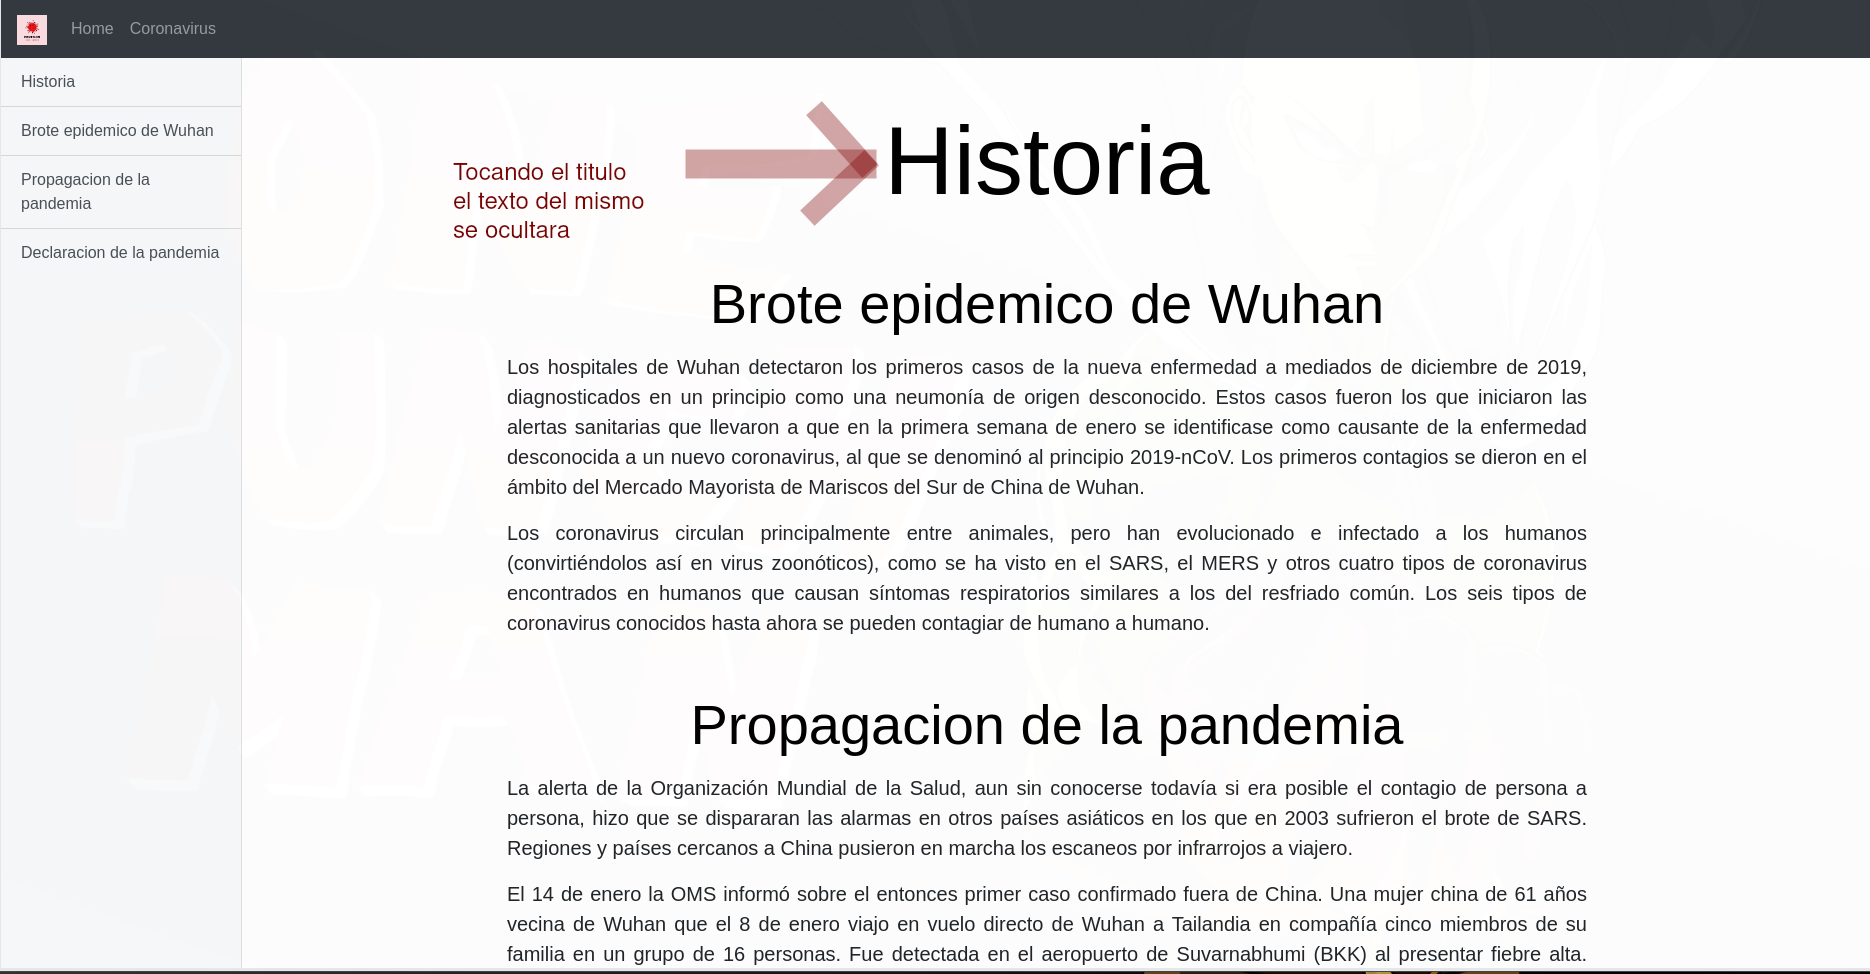 Home Coronavirus
Historia
Brote epidemico de Wuhan
Propagacion de la
pandemia
Declaracion de la pandemia
Tocando el titulo
el texto del mismo
se ocultara
Historia
Brote epidemico de Wuhan
Los hospitales de Wuhan detectaron los primeros casos de la nueva enfermedad a mediados de diciembre de 2019,
diagnosticados en un principio como una neumonía de origen desconocido. Estos casos fueron los que iniciaron las
alertas sanitarias que llevaron a que en la primera semana de enero se identificase como causante de la enfermedad
desconocida a un nuevo coronavirus, al que se denominó al principio 2019-nCoV. Los primeros contagios se dieron en el
ámbito del Mercado Mayorista de Mariscos del Sur de China de Wuhan.
Los coronavirus circulan principalmente entre animales, pero han evolucionado e infectado a los humanos
(convirtiéndolos así en virus zoonóticos), como se ha visto en el SARS, el MERS y otros cuatro tipos de coronavirus
encontrados en humanos que causan síntomas respiratorios similares a los del resfriado común. Los seis tipos de
coronavirus conocidos hasta ahora se pueden contagiar de humano a humano.
Propagacion de la pandemia
La alerta de la Organización Mundial de la Salud, aun sin conocerse todavía si era posible el contagio de persona a
persona, hizo que se dispararan las alarmas en otros países asiáticos en los que en 2003 sufrieron el brote de SARS.
Regiones y países cercanos a China pusieron en marcha los escaneos por infrarrojos a viajero.
El 14 de enero la OMS informó sobre el entonces primer caso confirmado fuera de China. Una mujer china de 61 años
vecina de Wuhan que el 8 de enero viajo en vuelo directo de Wuhan a Tailandia en compañía cinco miembros de su
familia en un grupo de 16 personas. Fue detectada en el aeropuerto de Suvarnabhumi (BKK) al presentar fiebre alta.
ONE
PUNCH
MAN